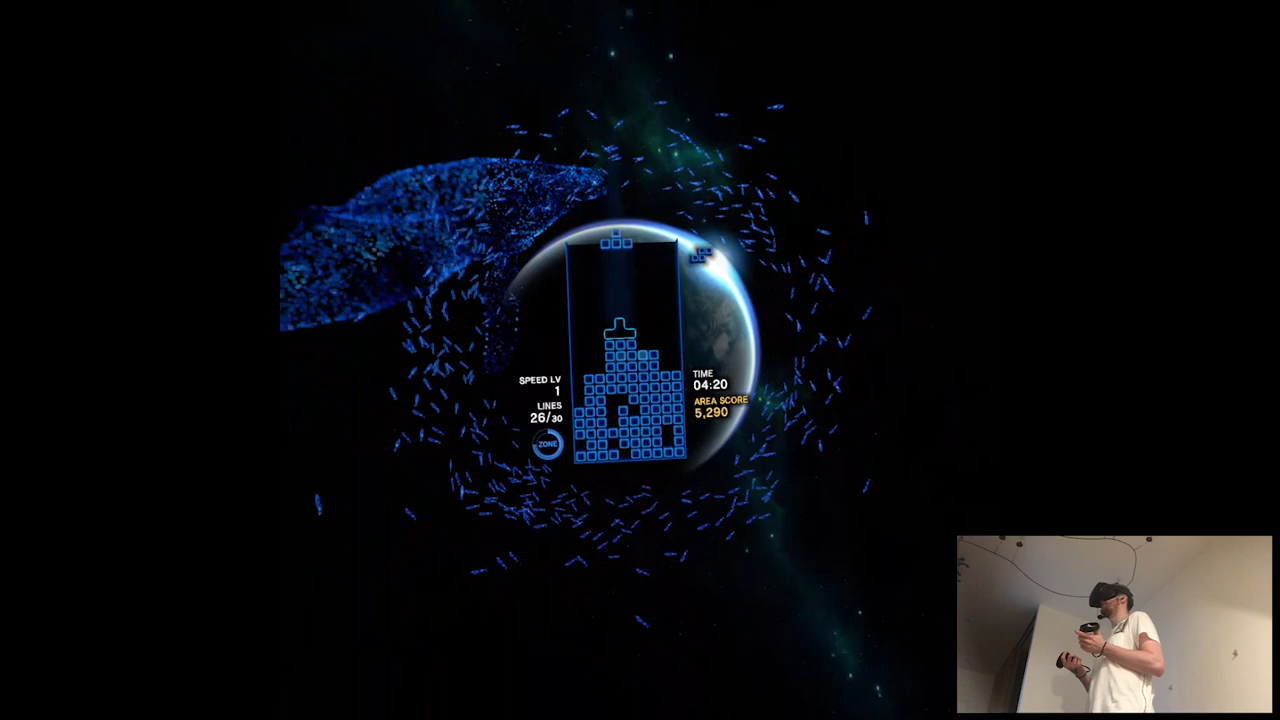 SPEED LV
1
LINES
26/30
ZONE
TIME
04:20
AREA SCORE
5,290